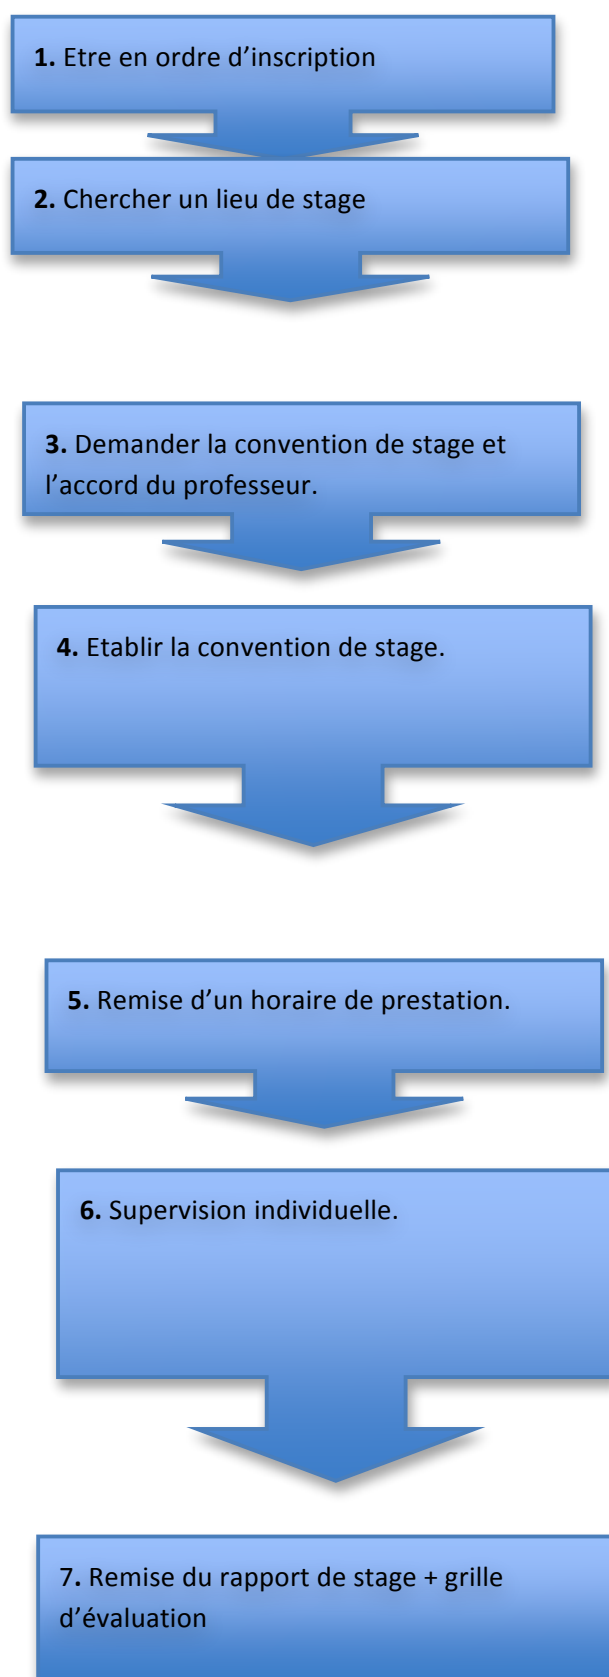 1. Etre en ordre d’inscription
2. Chercher un lieu de stage
3. Demander la convention de stage et
l’accord du professeur.
4. Etablir la convention de stage.
5. Remise d’un horaire de prestation.
6. Supervision individuelle.
7. Remise du rapport de stage + grille
d’évaluation